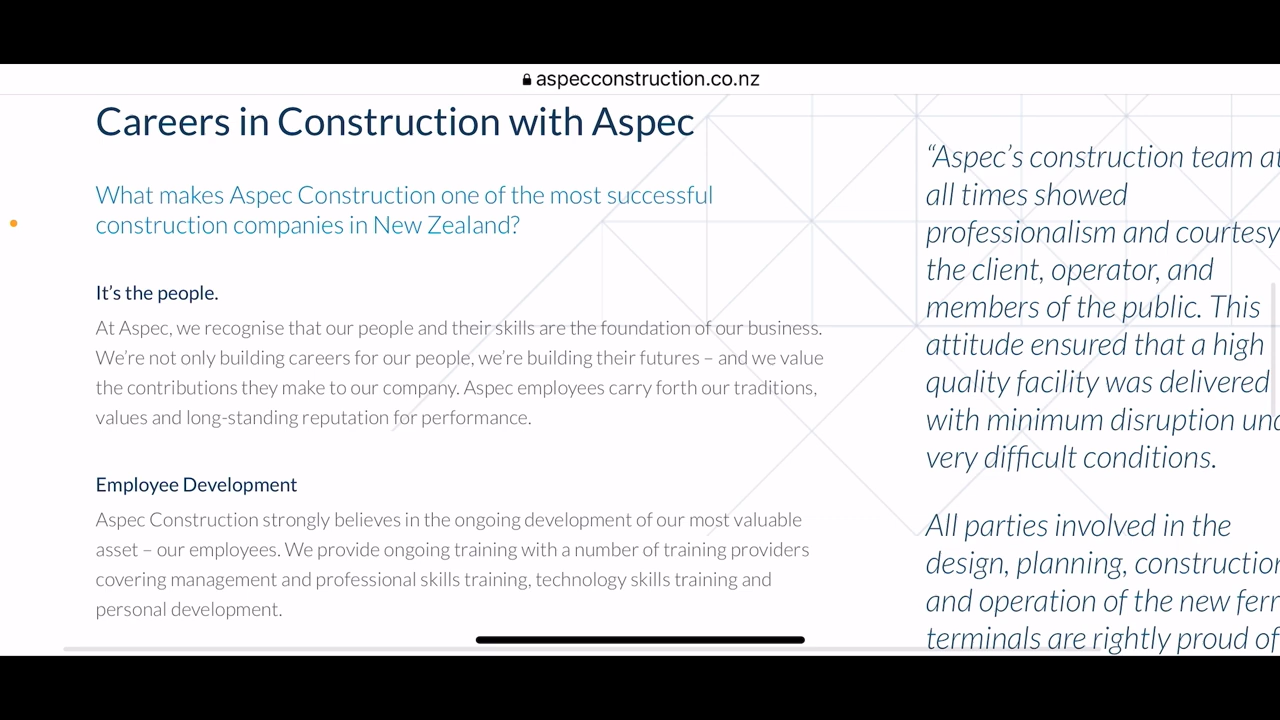 aspecconstruction.co.nz
Careers in Construction with Aspec
What makes Aspec Construction one of the most successful
construction companies in New Zealand?
It's the people.
At Aspec, we recognise that our people and their skills are the foundation of our business.
We're not only building careers for our people, we're building their futures – and we value
the contributions they make to our company. Aspec employees carry forth our traditions,
values and long-standing reputation for performance.
Employee Development
Aspec Construction strongly believes in the ongoing development of our most valuable
asset – our employees. We provide ongoing training with a number of training providers
covering management and professional skills training, technology skills training and
personal development.
“Aspec’s construction team at
all times showed
professionalism and courtesy
the client, operator, and
members of the public. This
attitude ensured that a high
quality facility was delivered
with minimum disruption
very difficult conditions.
All parties involved in the
design, planning,
and operation of the new
terminals are rightly proud of